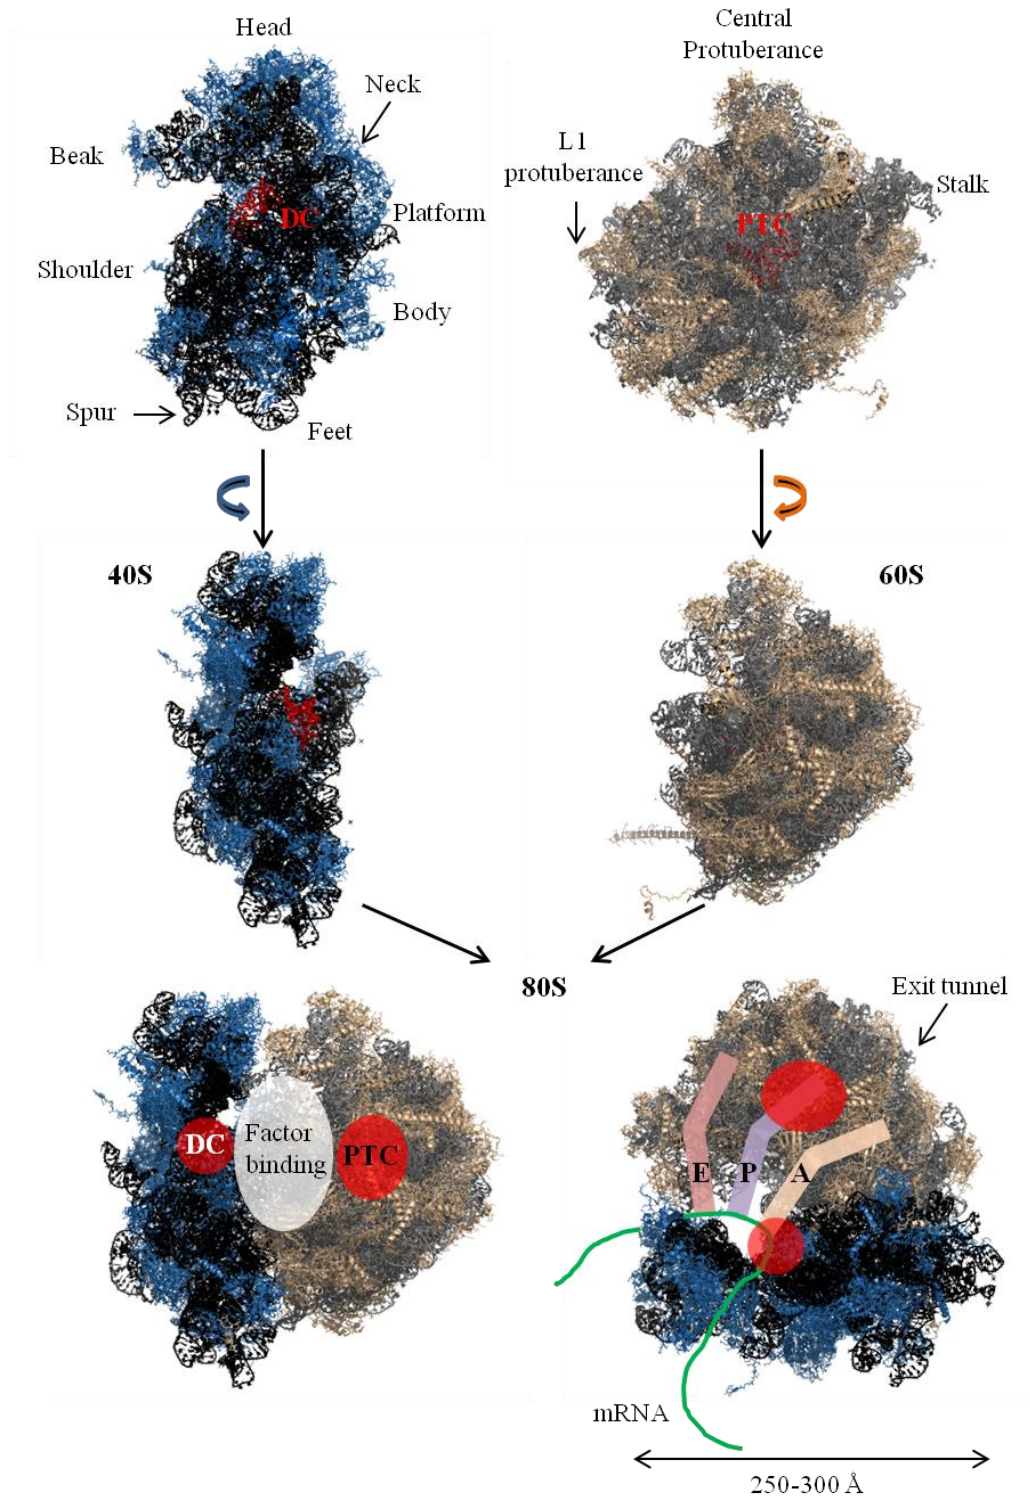 Head
Central
Protuberance
Neck
Beak
L1
protuberance
Stalk
DC
Platform
PTC
Shoulder
Body
Spur
Feet
40S
60S
80S
Exit tunnel
DC
Factor
binding
PTC
E
P
A
mRNA
250-300 Å